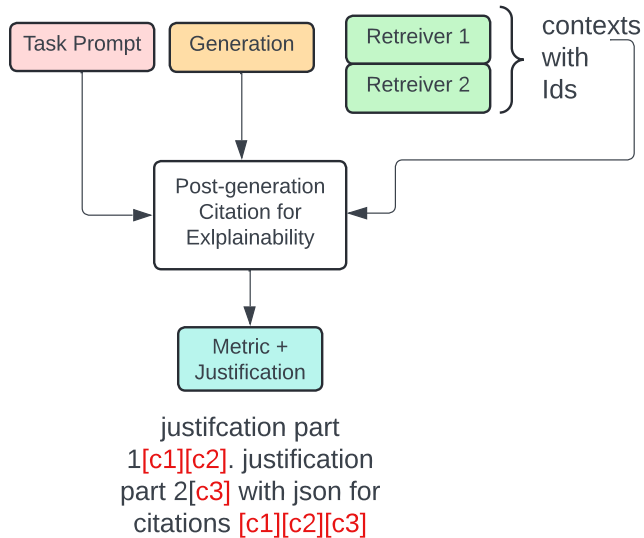 Task Prompt
Generation
Retreiver 1
Retreiver 2
contexts
with
Ids
Post-generation
Citation for
Exlplainability
Metric +
Justification
justifcation part
1[c1][c2]. justification
part 2[c3] with json for
citations [c1][c2][c3]